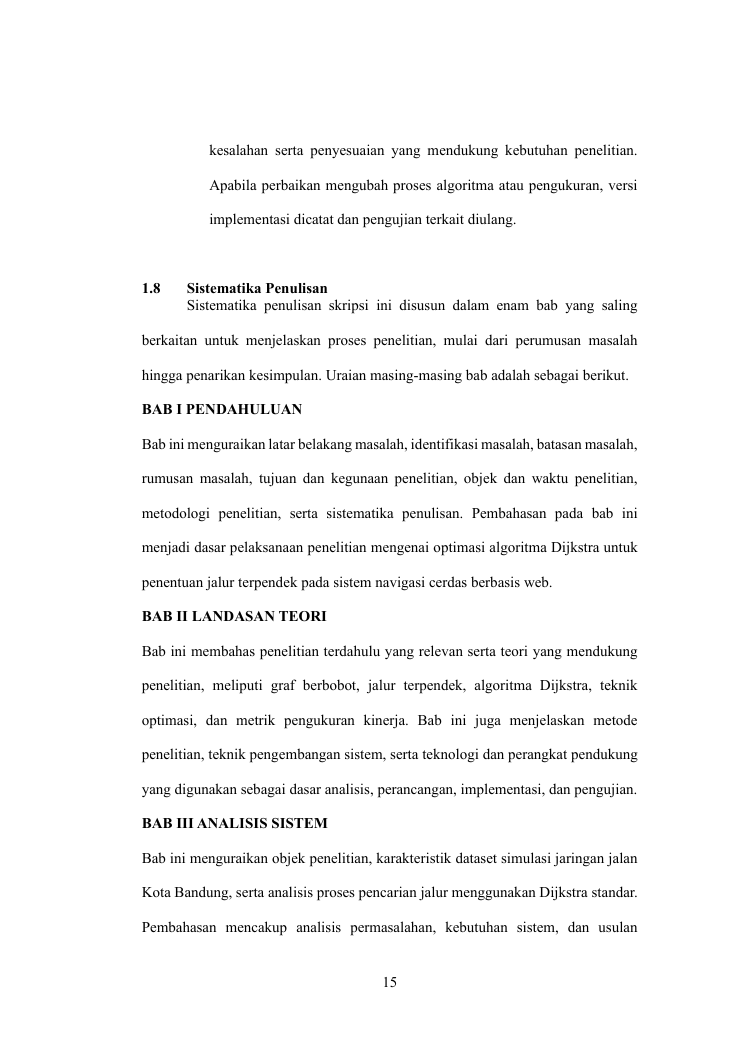 kesalahan serta penyesuaian yang mendukung kebutuhan penelitian.
Apabila perbaikan mengubah proses algoritma atau pengukuran, versi
implementasi dicatat dan pengujian terkait diulang.
1.8 Sistematika Penulisan
Sistematika penulisan skripsi ini disusun dalam enam bab yang saling
berkaitan untuk menjelaskan proses penelitian, mulai dari perumusan masalah
hingga penarikan kesimpulan. Uraian masing-masing bab adalah sebagai berikut.
BAB I PENDAHULUAN
Bab ini menguraikan latar belakang masalah, identifikasi masalah, batasan masalah,
rumusan masalah, tujuan dan kegunaan penelitian, objek dan waktu penelitian,
metodologi penelitian, serta sistematika penulisan. Pembahasan pada bab ini
menjadi dasar pelaksanaan penelitian mengenai optimasi algoritma Dijkstra untuk
penentuan jalur terpendek pada sistem navigasi cerdas berbasis web.
BAB II LANDASAN TEORI
Bab ini membahas penelitian terdahulu yang relevan serta teori yang mendukung
penelitian, meliputi graf berbobot, jalur terpendek, algoritma Dijkstra, teknik
optimasi, dan metrik pengukuran kinerja. Bab ini juga menjelaskan metode
penelitian, teknik pengembangan sistem, serta teknologi dan perangkat pendukung
yang digunakan sebagai dasar analisis, perancangan, implementasi, dan pengujian.
BAB III ANALISIS SISTEM
Bab ini menguraikan objek penelitian, karakteristik dataset simulasi jaringan jalan
Kota Bandung, serta analisis proses pencarian jalur menggunakan Dijkstra standar.
Pembahasan mencakup analisis permasalahan, kebutuhan sistem, dan usulan
15